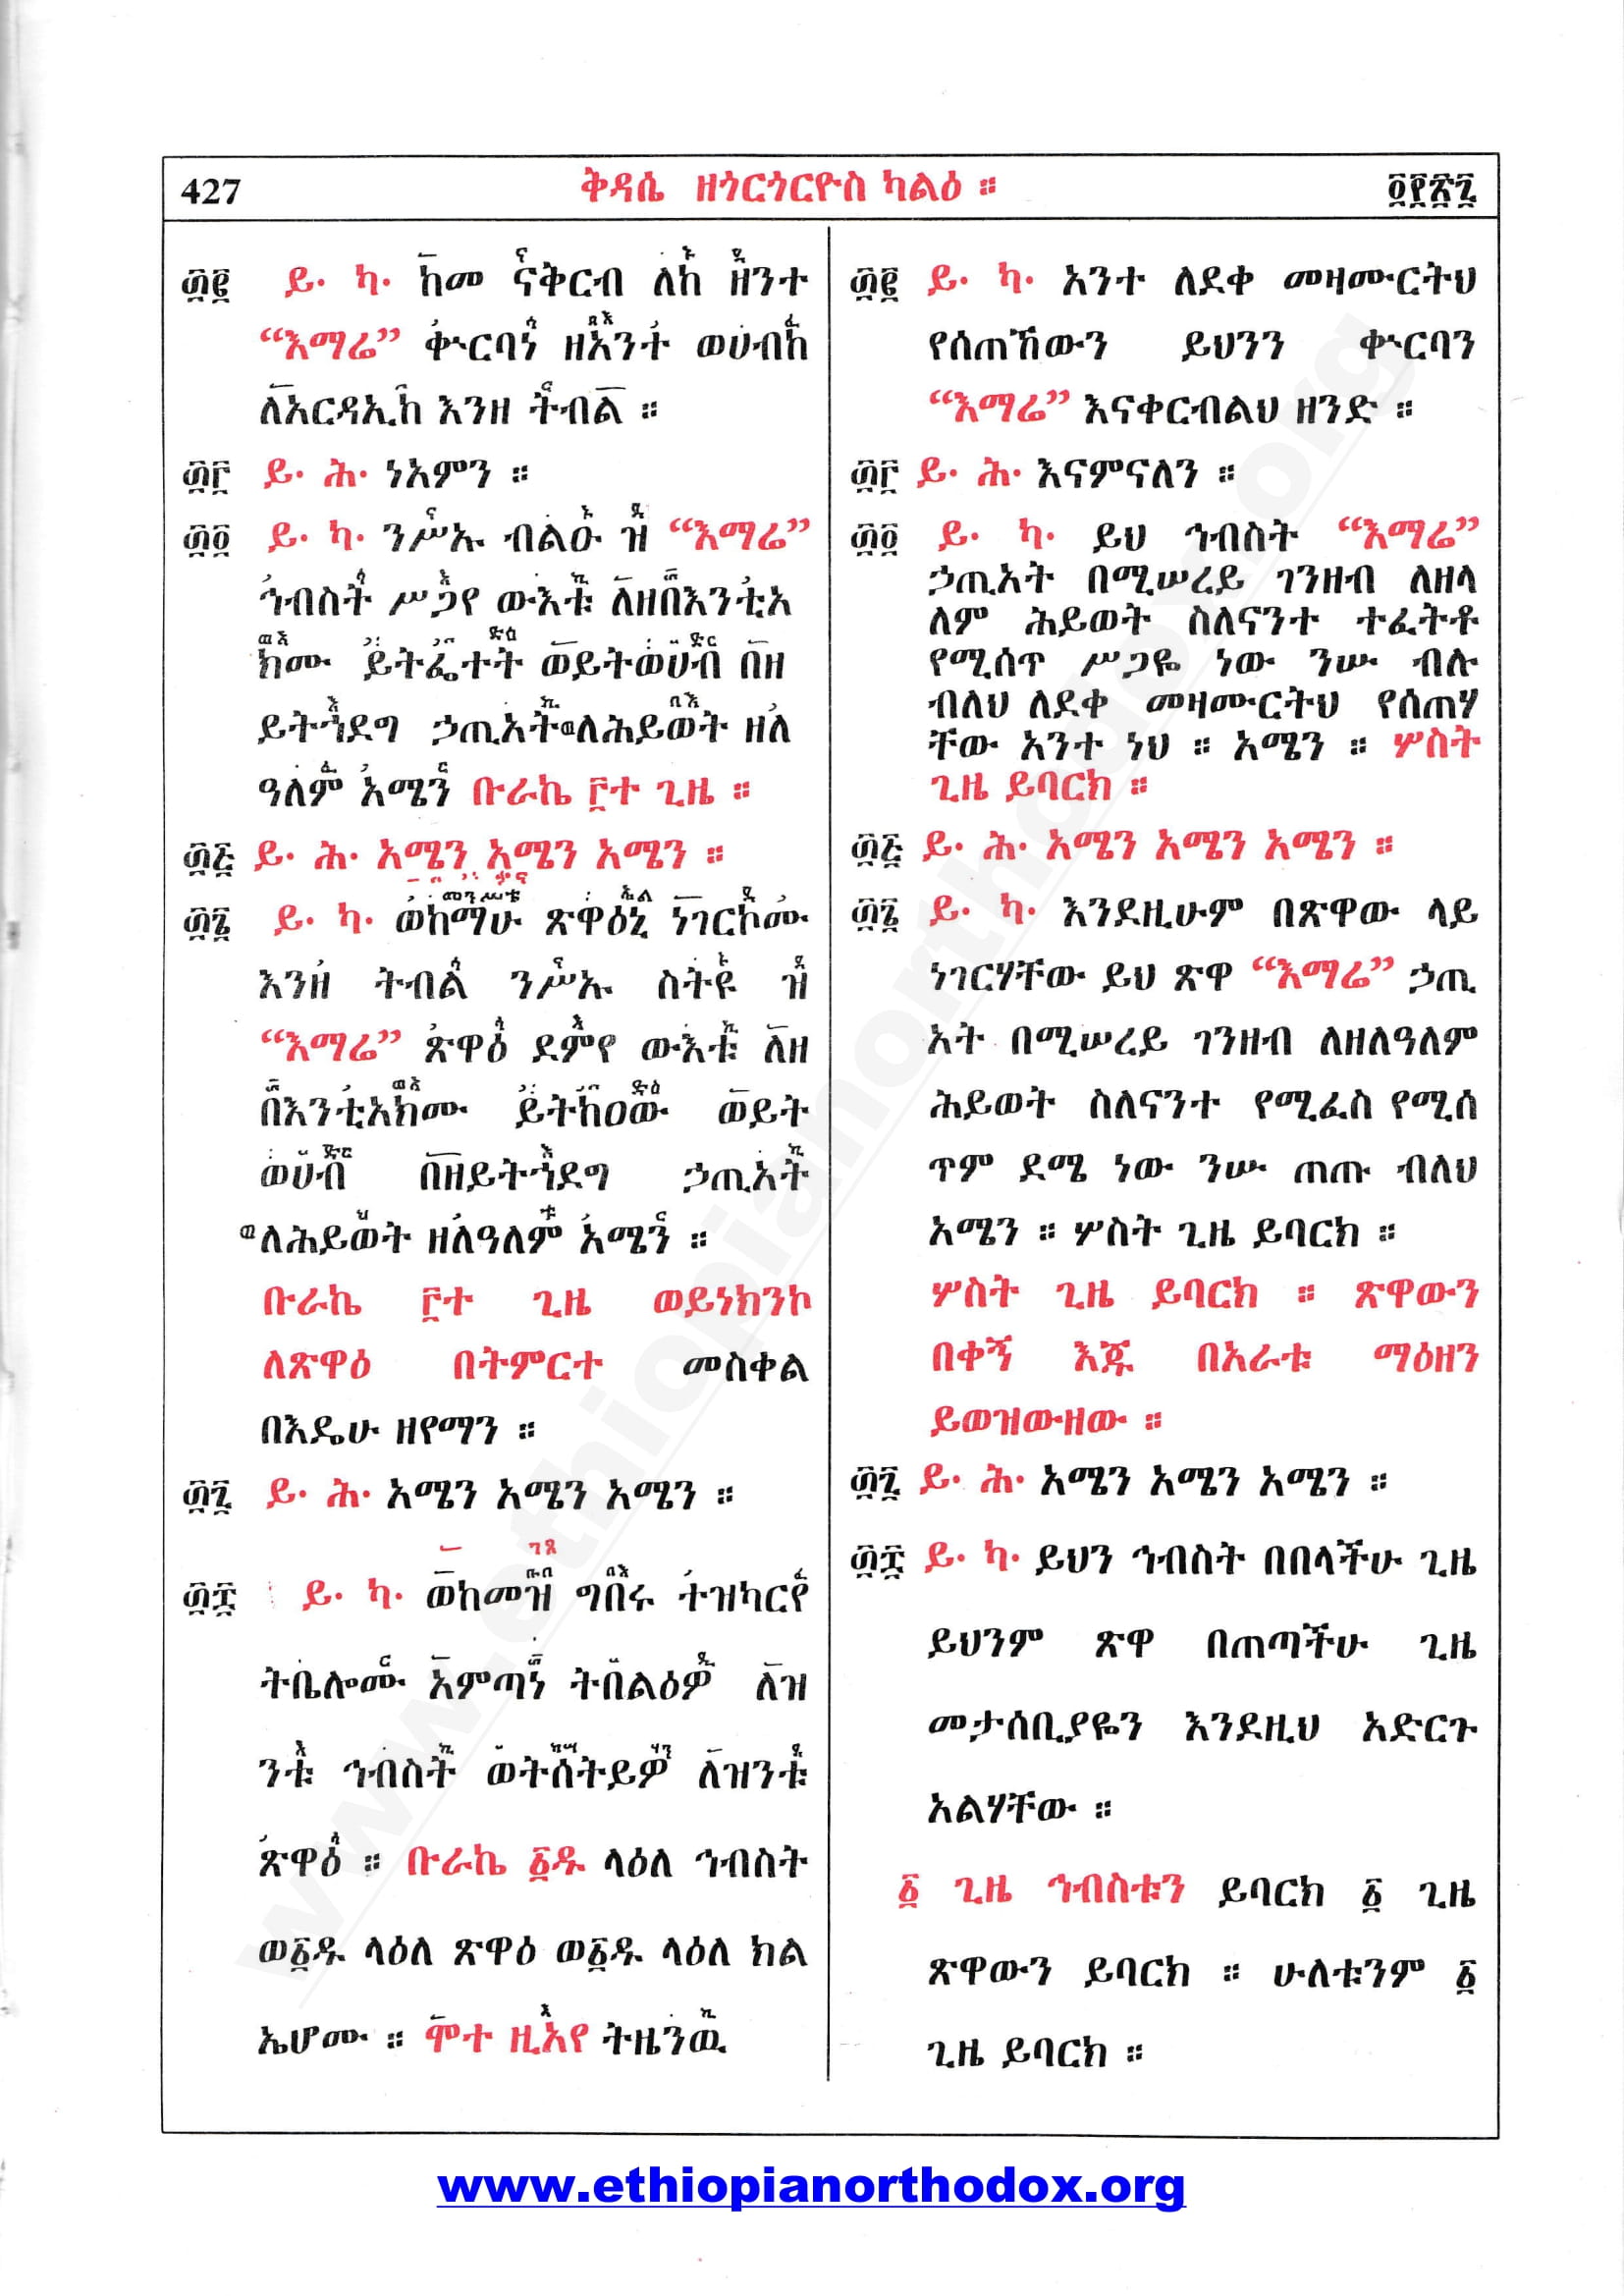 427 ቅዳሴ ዘጎርጎርዮስ ካልዕ ። ፬፻፳፯
፴፪ ይ· ካ· ከመ ናቅርብ ለከ ዘንተ
“እማሬ” ቍርባነ ዘአንተ ወሀብከ
ለአርዳኢከ እንዘ ትብል ።
፴፫ ይ· ሕ· ነአምን ።
፴፬ ይ· ካ· ንሥኡ ብልዑ ዝ “እማሬ”
ኅብስት ሥጋየ ውእቱ ለዘበእንቲአ
ክሙ ይትፌተት ወይትወሀብ በዘ
ይትኀደግ ኃጢአት ወለሕይወት ዘለ
ዓለም አሜን ቡራኬ ፫ተ ጊዜ ።
፴፭ ይ· ሕ· አሜን አሜን አሜን ።
፴፮ ይ· ካ· ወከማሁ ጽዋዕኒ ነገርኮሙ
እንዘ ትብል ንሥኡ ስትዩ ዝ
“እማሬ” ጽዋዕ ደምየ ውእቱ ለዘ
በእንቲአክሙ ይትከዐው ወይት
ወሀብ በዘይትኀደግ ኃጢአት
ወለሕይወት ዘለዓለም አሜን ።
ቡራኬ ፫ተ ጊዜ ወይነክንኮ
ለጽዋዕ በትምርተ መስቀል
በእዴሁ ዘየማን ።
፴፯ ይ· ሕ· አሜን አሜን አሜን ።
፴፰ ይ· ካ· ወከመዝ ግበሩ ተዝካርየ
ትቤሎሙ አምጣነ ትበልዕዎ ለዝ
ንቱ ኅብስት ወትሰትይዎ ለዝንቱ
ጽዋዕ ። ቡራኬ ፩ዱ ላዕለ ኅብስት
ወ፩ዱ ላዕለ ጽዋዕ ወ፩ዱ ላዕለ ክል
ኤሆሙ ። ሞተ ዚአየ ትዜንዉ
፴፪ ይ· ካ· አንተ ለደቀ መዛሙርትህ
የሰጠኸውን ይህንን ቍርባን
“እማሬ” እናቀርብልህ ዘንድ ።
፴፫ ይ· ሕ· እናምናለን ።
፴፬ ይ· ካ· ይህ ኅብስት “እማሬ”
ኃጢአት በሚሠረይ ገንዘብ ለዘላ
ለም ሕይወት ስለናንተ ተፈትቶ
የሚሰጥ ሥጋዬ ነው ንሡ ብሉ
ብለህ ለደቀ መዛሙርትህ የሰጠሃ
ቸው አንተ ነህ ። አሜን ። ሦስት
ጊዜ ይባርክ ።
፴፭ ይ· ሕ· አሜን አሜን አሜን ።
፴፮ ይ· ካ· እንደዚሁም በጽዋው ላይ
ነገርሃቸው ይህ ጽዋ “እማሬ” ኃጢ
አት በሚሠረይ ገንዘብ ለዘለዓለም
ሕይወት ስለናንተ የሚፈስ የሚሰ
ጥም ደሜ ነው ንሡ ጠጡ ብለህ
አሜን ። ሦስት ጊዜ ይባርክ ።
ሦስት ጊዜ ይባርክ ። ጽዋውን
በቀኝ እጁ በአራቱ ማዕዘን
ይወዝውዘው ።
፴፯ ይ· ሕ· አሜን አሜን አሜን ።
፴፰ ይ· ካ· ይህን ኅብስት በበላችሁ ጊዜ
ይህንም ጽዋ በጠጣችሁ ጊዜ
መታሰቢያዬን እንደዚህ አድርጉ
አልሃቸው ።
፩ ጊዜ ኅብስቱን ይባርክ ፩ ጊዜ
ጽዋውን ይባርክ ። ሁለቱንም ፩
ጊዜ ይባርክ ።
www.ethiopianorthodox.org